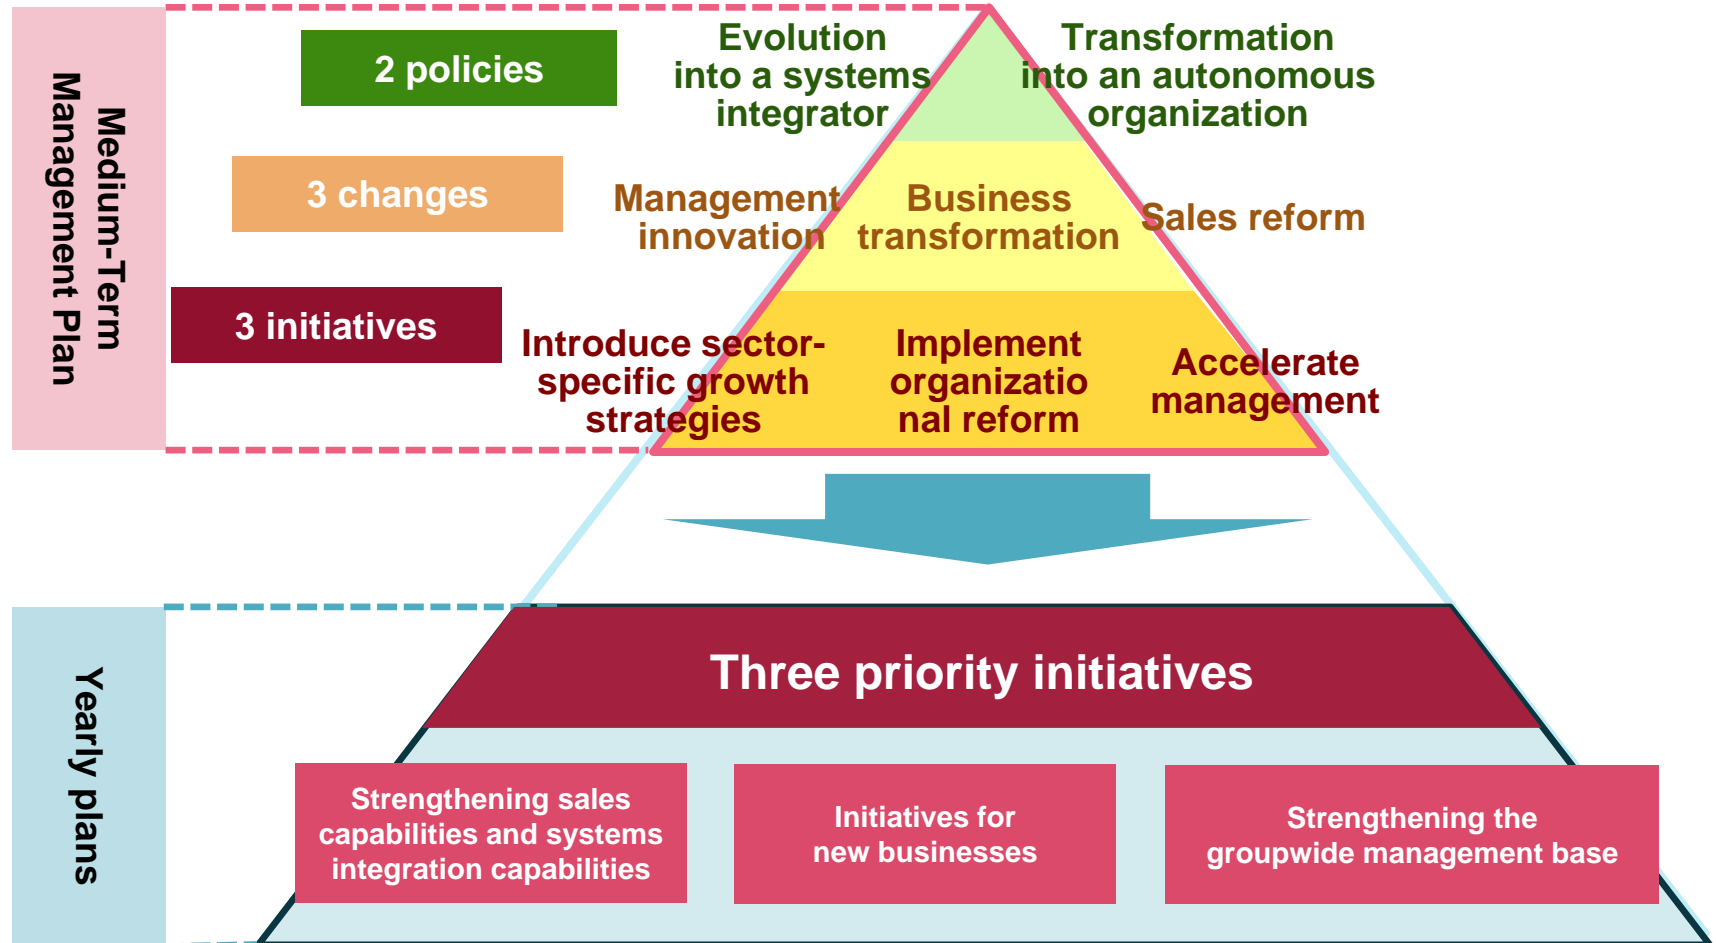 Medium-Term
Management Plan
2 policies
Evolution
into a systems
integrator
Transformation
into an autonomous
organization
3 changes
Management
innovation
Business
transformation
Sales reform
3 initiatives
Introduce sector-
specific growth
strategies
Implement
organizatio
nal reform
Accelerate
management
Yearly plans
Three priority initiatives
Strengthening sales
capabilities and systems
integration capabilities
Initiatives for
new businesses
Strengthening the
groupwide management base